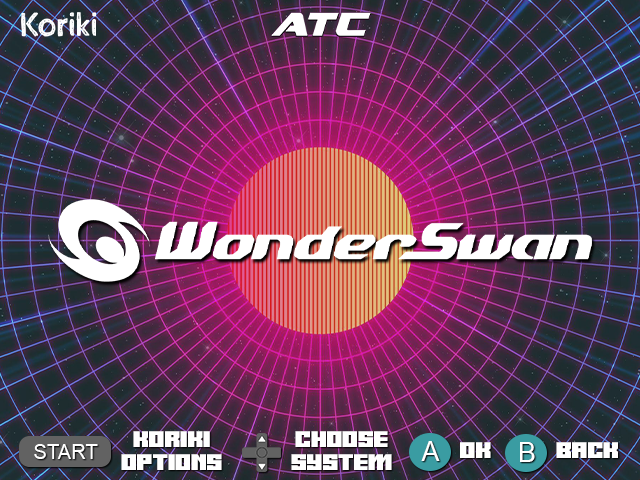 Koriki
ATC
WonderSwan
START
KORIKI
OPTIONS
CHOOSE
SYSTEM
A
OK
B
BACK